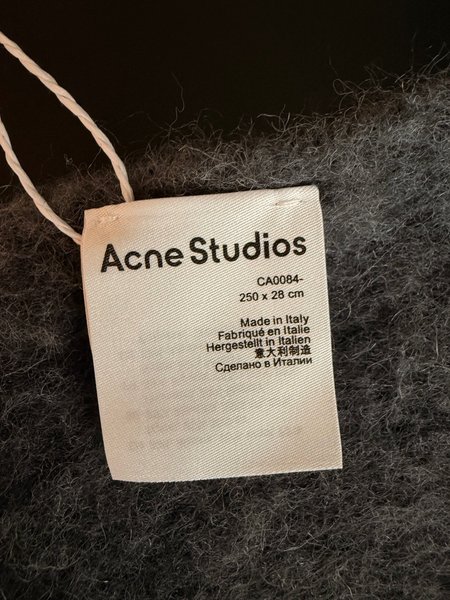 Acne Studios
CA0084-
250 x 28 cm
Made in Italy
Fabriqué en Italie
Hergestellt in Italien
意大利制造
Сделано в Италии